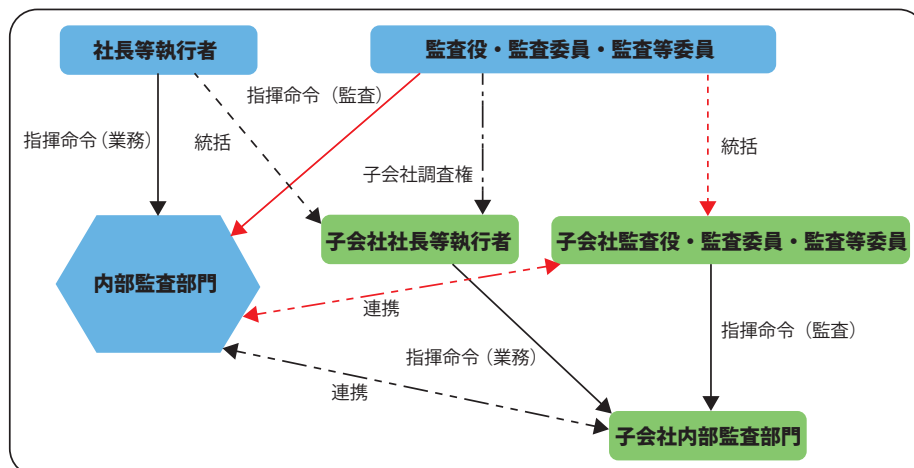 社長等執行者
監査役・監査委員・監査等委員
指揮命令（監査）
指揮命令（業務）
統括
統括
子会社調査権
子会社社長等執行者
子会社監査役・監査委員・監査等委員
内部監査部門
連携
指揮命令（監査）
指揮命令（業務）
連携
子会社内部監査部門